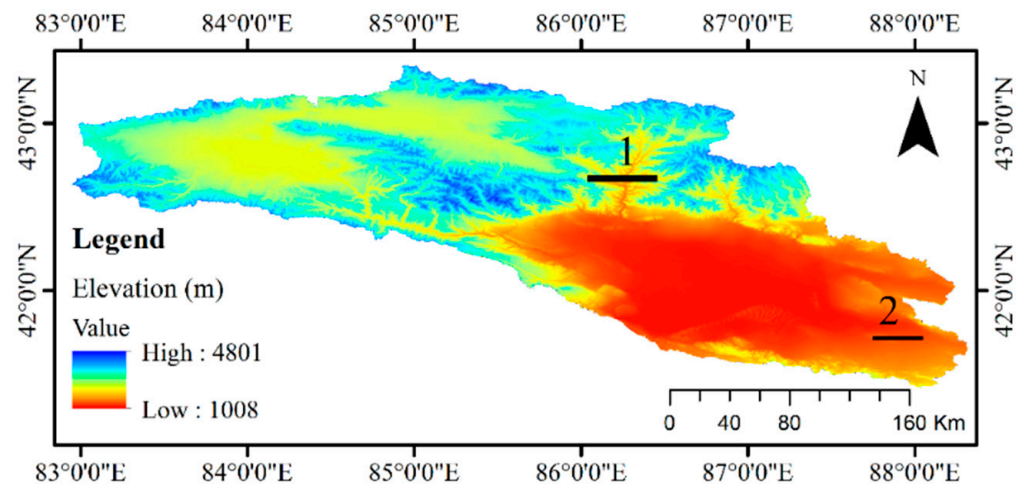 83°0'0"E 84°0'0"E 85°0'0"E 86°0'0"E 87°0'0"E 88°0'0"E
N
43°0'0"N 43°0'0"N
1
Legend
Elevation (m)
42°0'0"N 42°0'0"N
2
Value
High : 4801
Low : 1008
0 40 80 160 Km
83°0'0"E 84°0'0"E 85°0'0"E 86°0'0"E 87°0'0"E 88°0'0"E